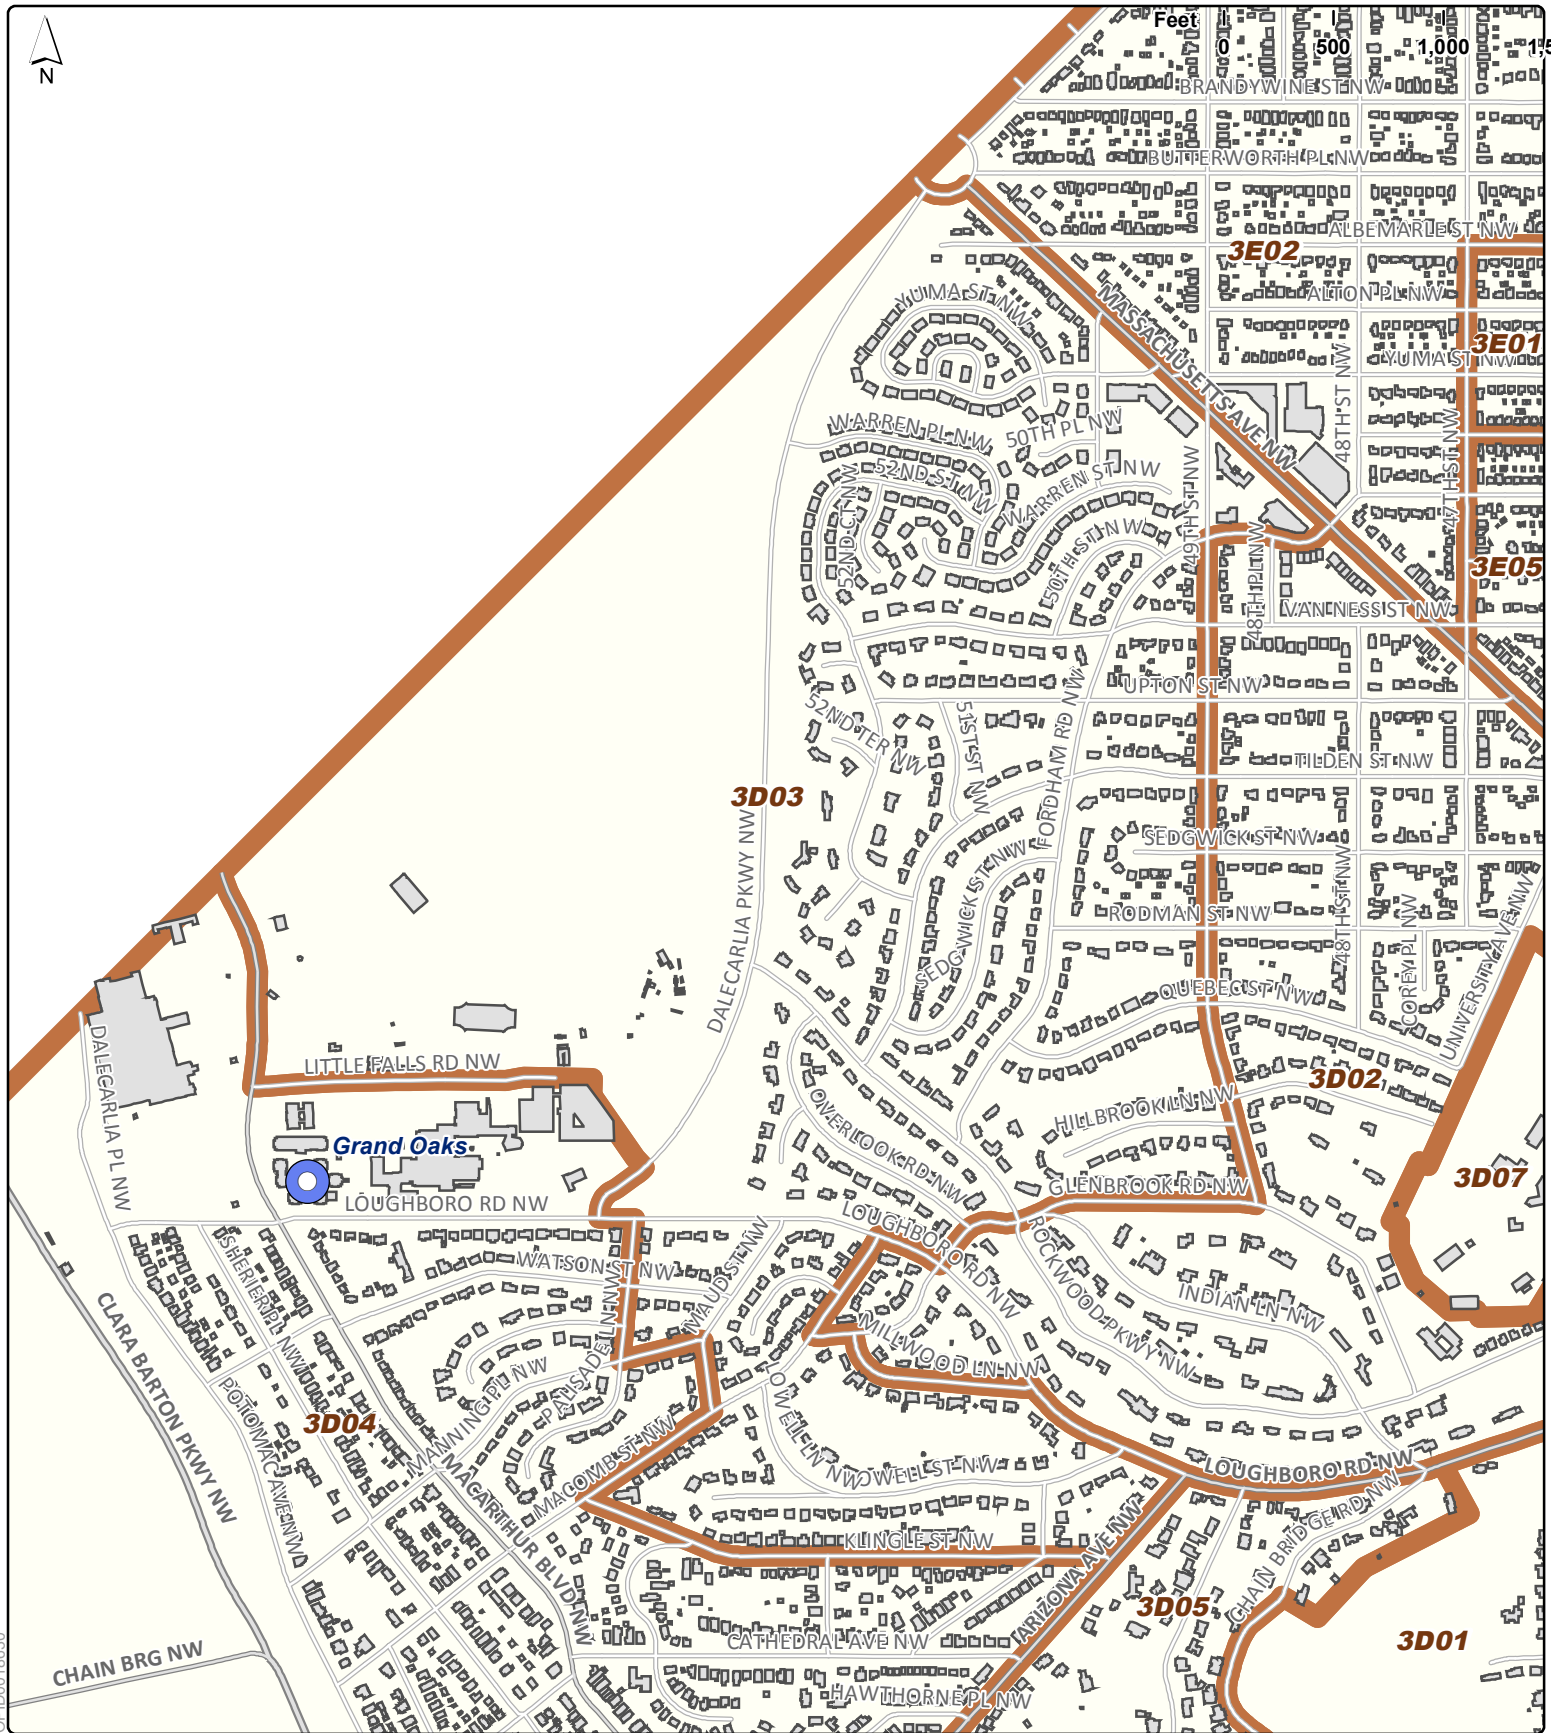 Feet
0
500
1,000
N
BRANDYWINE ST NW
BUTTERWORTH PL NW
ALBEMARLE ST NW
3E02
ALTON PL NW
MASSACHUSETTS AVE NW
YUMA ST NW
3E01
YUMA ST NW
48TH ST NW
WARREN PL NW
50TH PL NW
47TH ST NW
52ND ST NW
WARREN ST NW
52ND CT NW
50TH ST NW
49TH ST NW
48TH PL NW
3E05
VAN NESS ST NW
UPTON ST NW
52ND TER NW
51ST ST NW
FORDHAM RD NW
TILDEN ST NW
3D03
DALECARLIA PKWY NW
SEDGWICK ST NW
SEDGWICK ST NW
RODMAN ST NW
48TH ST NW
COREY PL NW
UNIVERSITY AVE NW
QUEBEC ST NW
DALECARLIA PL NW
LITTLE FALLS RD NW
3D02
HILLBROOK LN NW
OVERLOOK RD NW
Grand Oaks
3D07
GLENBROOK RD NW
LOUGHBORO RD NW
LOUGHBORO RD NW
ROCKWOOD PKWY NW
SHERIER PL NW
WATSON ST NW
MAUD ST NW
INDIAN LN NW
CLARA BARTON PKWY NW
PALISADE LN NW
MILLWOOD LN NW
MANNING PL NW
POTOMAC AVE NW
3D04
MACOMB ST NW
LOWELL LN NW
LOWELL ST NW
LOUGHBORO RD NW
MACARTHUR BLVD NW
KLINGLE ST NW
ARIZONA AVE NW
CHAIN BRIDGE RD NW
3D05
3D01
CATHEDRAL AVE NW
CHAIN BRG NW
HAWTHORNE PL NW